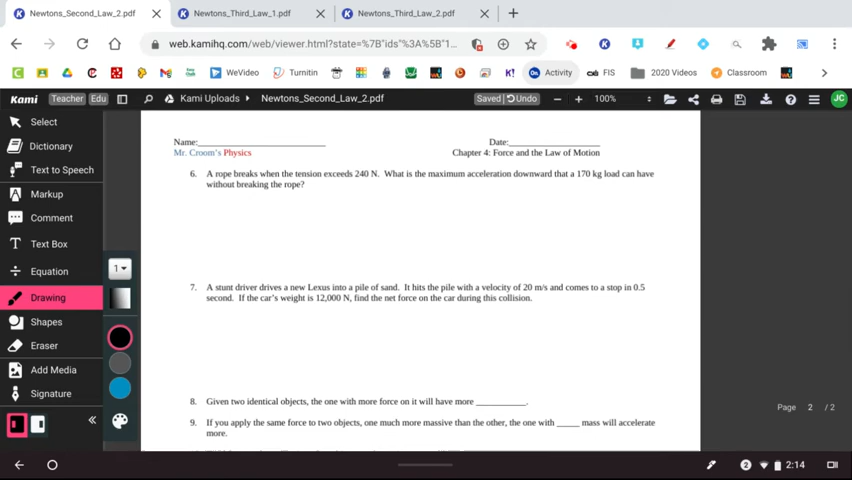 Newtons_Second_Law_2.pdf
Newtons_Third_Law_1.pdf
Newtons_Third_Law_2.pdf
web.kamihq.com/web/viewer.html?state=%7B"ids"%3A%5B"1...
WeVideo
Turnitin
K!
On Activity
FIS
2020 Videos
Classroom
Kami Teacher Edu
Kami Uploads
Newtons_Second_Law_2.pdf
Saved Undo
100%
JC
Select
Dictionary
Text to Speech
Markup
Comment
Text Box
Equation
Drawing
Shapes
Eraser
Add Media
Signature
1
Name:____________________________
Date:____________________
Mr. Croom's Physics
Chapter 4: Force and the Law of Motion
6. A rope breaks when the tension exceeds 240 N. What is the maximum acceleration downward that a 170 kg load can have
without breaking the rope?
7. A stunt driver drives a new Lexus into a pile of sand. It hits the pile with a velocity of 20 m/s and comes to a stop in 0.5
second. If the car's weight is 12,000 N, find the net force on the car during this collision.
8. Given two identical objects, the one with more force on it will have more ___________.
9. If you apply the same force to two objects, one much more massive than the other, the one with _____ mass will accelerate
more.
Page 2 / 2
2
2:14